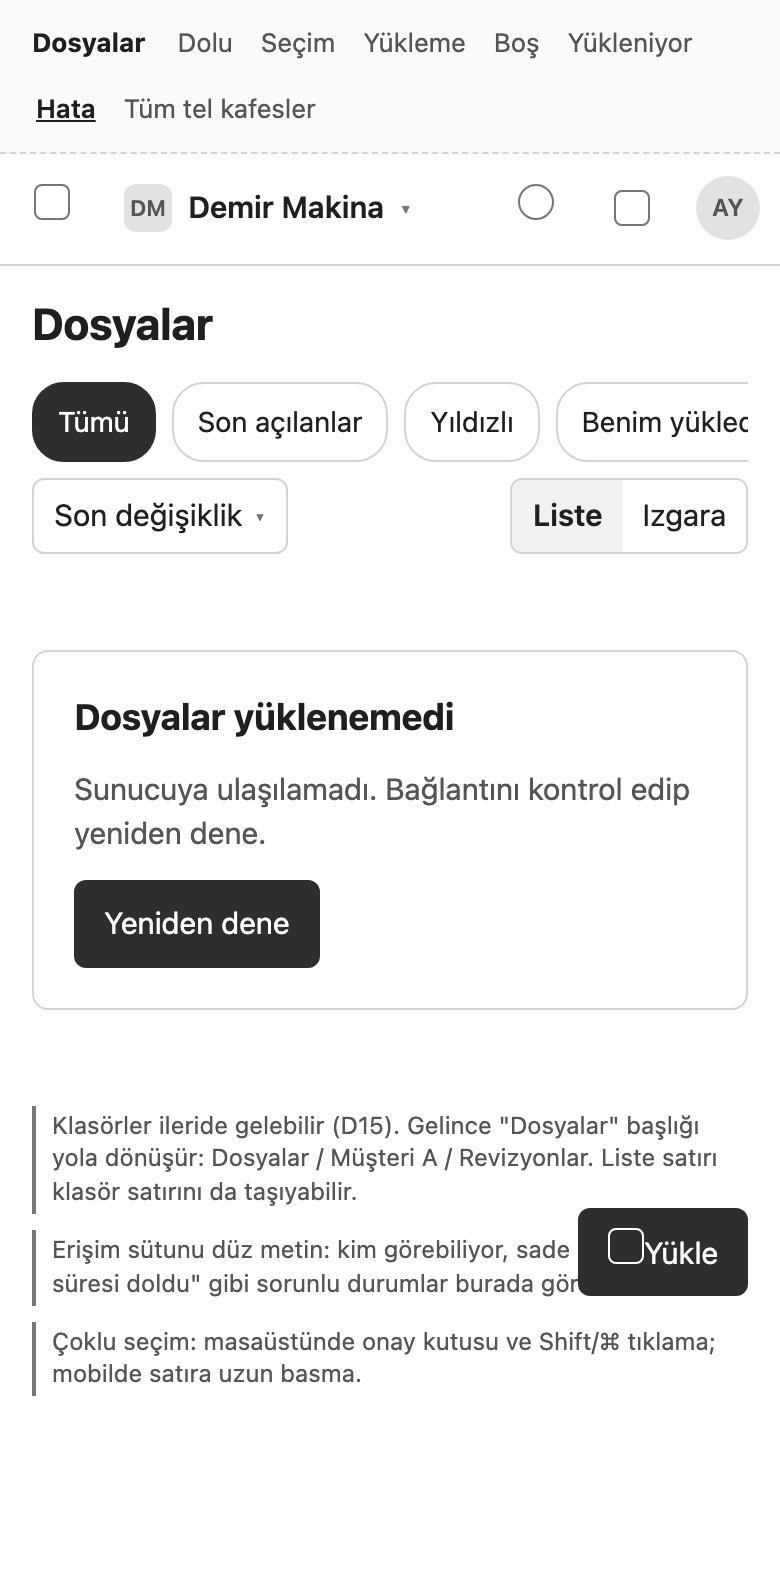 Dosyalar Dolu Seçim Yükleme Boş Yükleniyor
Hata Tüm tel kafesler
DM Demir Makina ▾ AY
Dosyalar
Tümü Son açılanlar Yıldızlı Benim yükled
Son değişiklik ▾ Liste Izgara
Dosyalar yüklenemedi
Sunucuya ulaşılamadı. Bağlantını kontrol edip
yeniden dene.
Yeniden dene
Klasörler ileride gelebilir (D15). Gelince "Dosyalar" başlığı
yola dönüşür: Dosyalar / Müşteri A / Revizyonlar. Liste satırı
klasör satırını da taşıyabilir.
Erişim sütunu düz metin: kim görebiliyor, sade
süresi doldu" gibi sorunlu durumlar burada gör
Yükle
Çoklu seçim: masaüstünde onay kutusu ve Shift/⌘ tıklama;
mobilde satıra uzun basma.